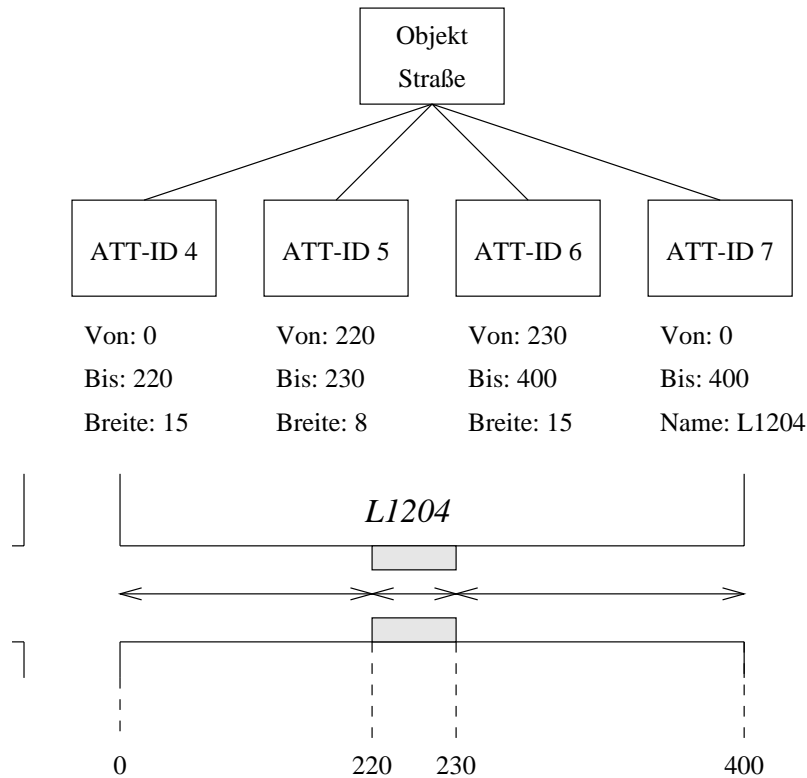 Objekt
Straße
ATT-ID 4
ATT-ID 5
ATT-ID 6
ATT-ID 7
Von: 0
Bis: 220
Breite: 15
Von: 220
Bis: 230
Breite: 8
Von: 230
Bis: 400
Breite: 15
Von: 0
Bis: 400
Name: L1204
L1204
0
220
230
400